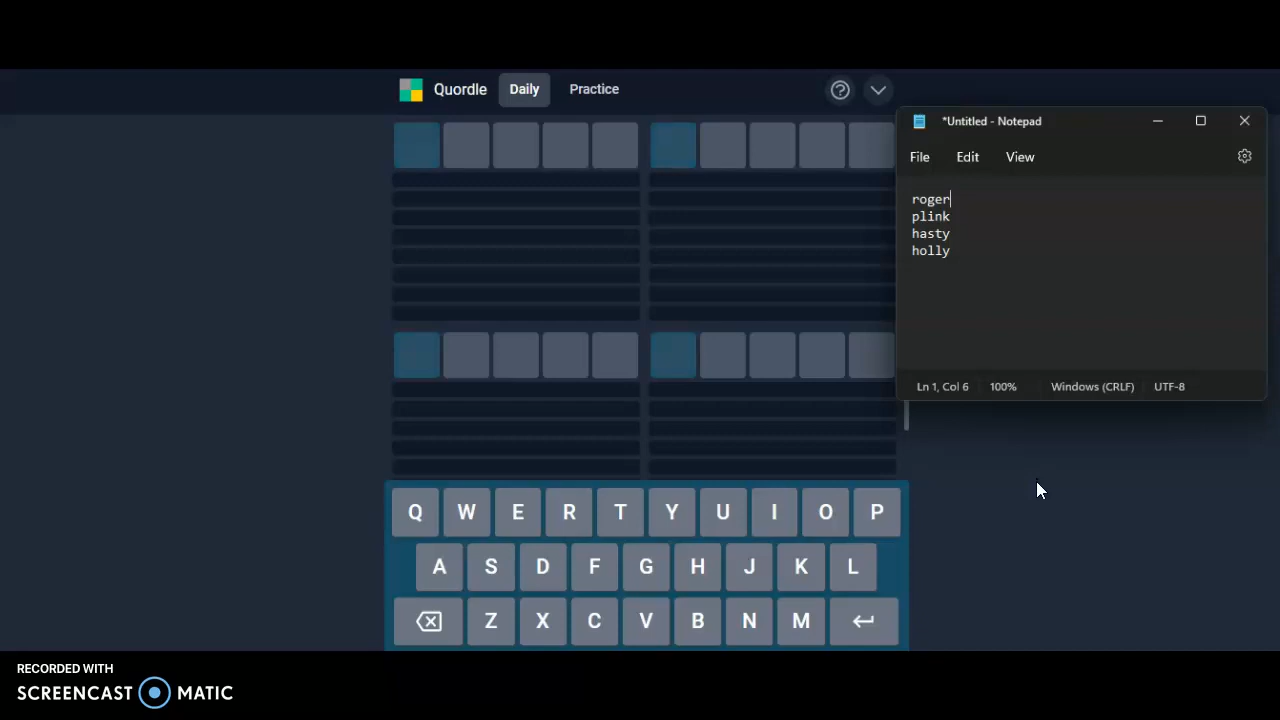 Quordle Daily Practice
*Untitled - Notepad
File Edit View
roger
plink
hasty
holly
Ln 1, Col 6 100% Windows (CRLF) UTF-8
Q W E R T Y U I O P
A S D F G H J K L
Z X C V B N M
RECORDED WITH
SCREENCAST MATIC